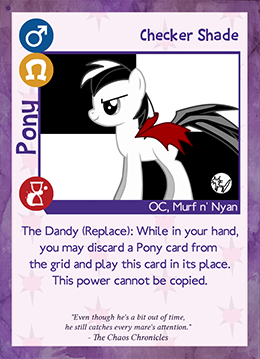 Checker Shade
Pony
OC, Murf n' Nyan
The Dandy (Replace): While in your hand,
you may discard a Pony card from
the grid and play this card in its place.
This power cannot be copied.
"Even though he's a bit out of time,
he still catches every mare's attention."
- The Chaos Chronicles